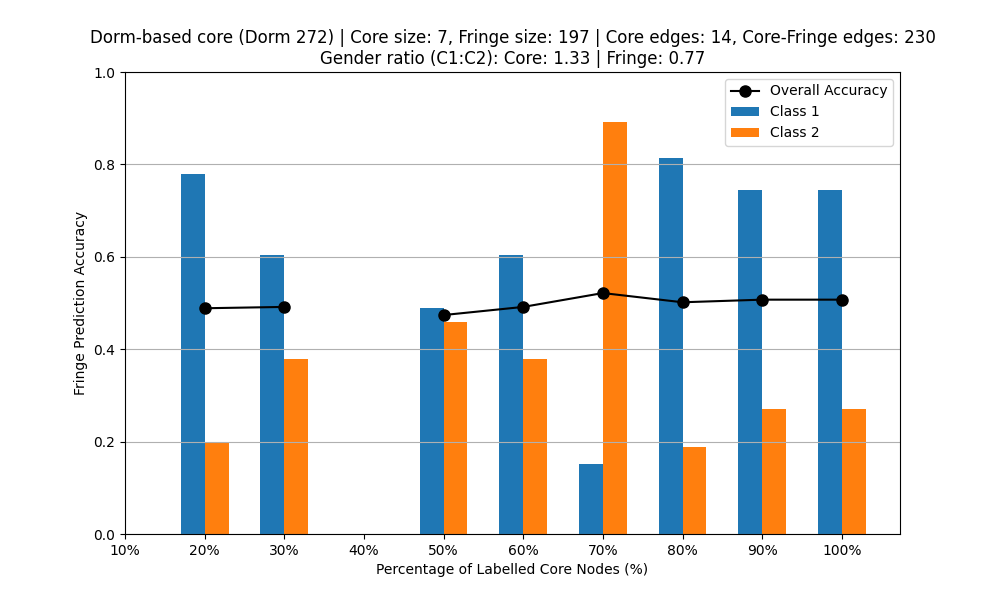 Dorm-based core (Dorm 272) | Core size: 7, Fringe size: 197 | Core edges: 14, Core-Fringe edges: 230
Gender ratio (C1:C2): Core: 1.33 | Fringe: 0.77
Overall Accuracy
Class 1
Class 2
Fringe Prediction Accuracy
1.0
0.8
0.6
0.4
0.2
0.0
10% 20% 30% 40% 50% 60% 70% 80% 90% 100%
Percentage of Labelled Core Nodes (%)